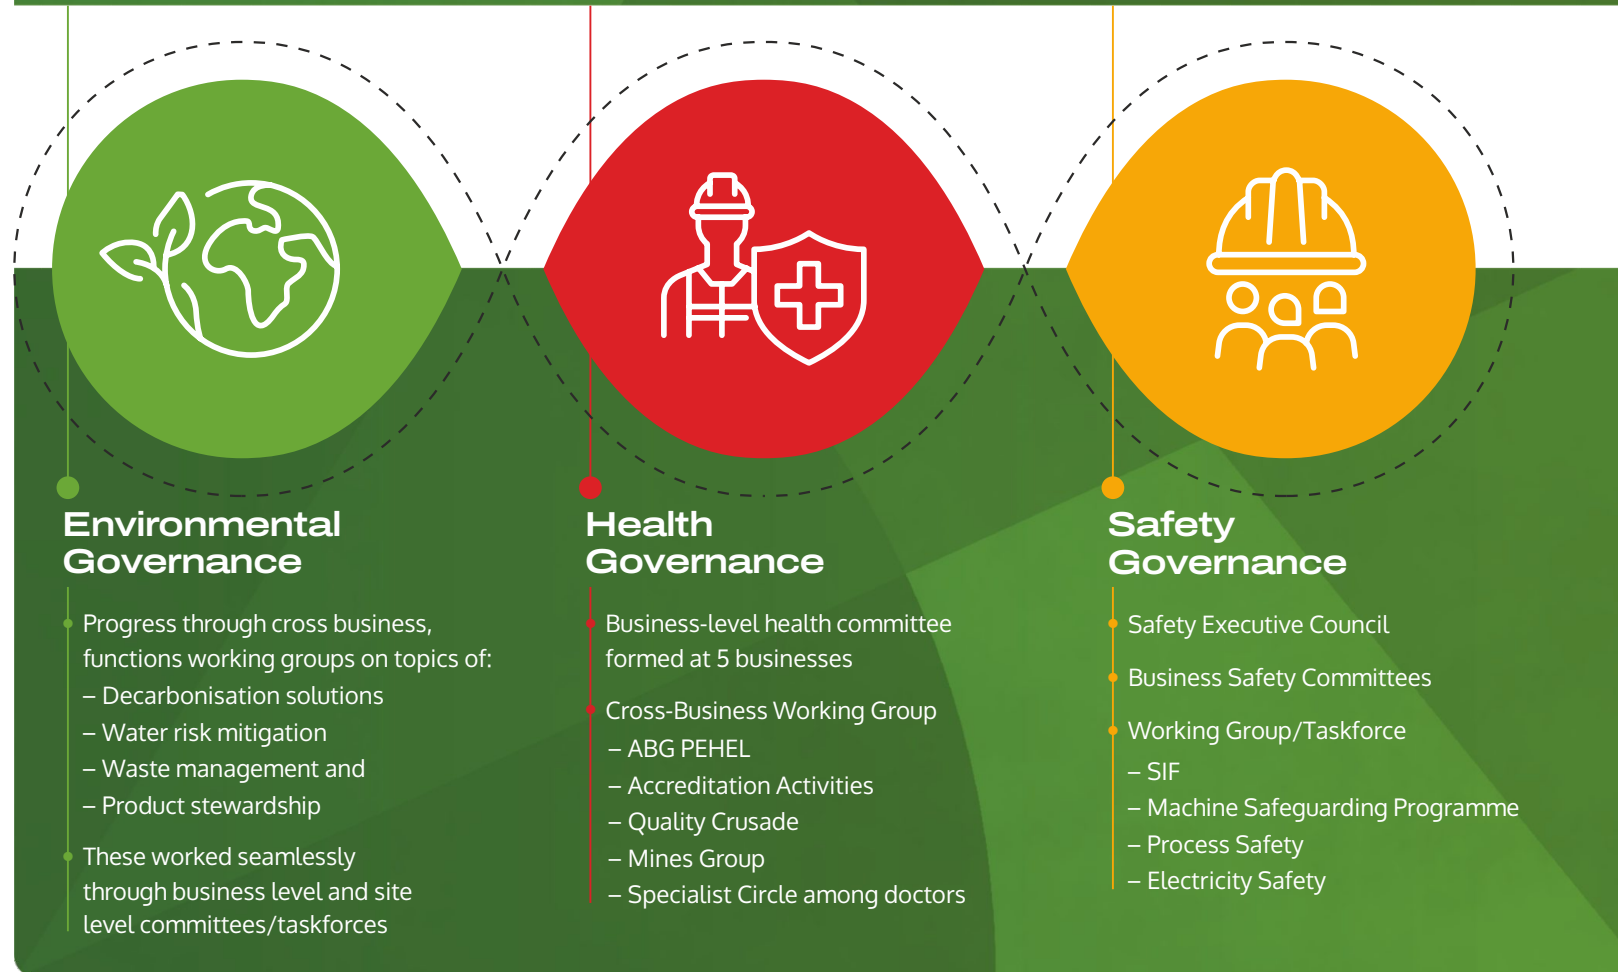 Environmental
Governance
Progress through cross business,
functions working groups on topics of:
– Decarbonisation solutions
– Water risk mitigation
– Waste management and
– Product stewardship
These worked seamlessly
through business level and site
level committees/taskforces
Health
Governance
Business-level health committee
formed at 5 businesses
Cross-Business Working Group
– ABG PEHEL
– Accreditation Activities
– Quality Crusade
– Mines Group
– Specialist Circle among doctors
Safety
Governance
Safety Executive Council
Business Safety Committees
Working Group/Taskforce
– SIF
– Machine Safeguarding Programme
– Process Safety
– Electricity Safety